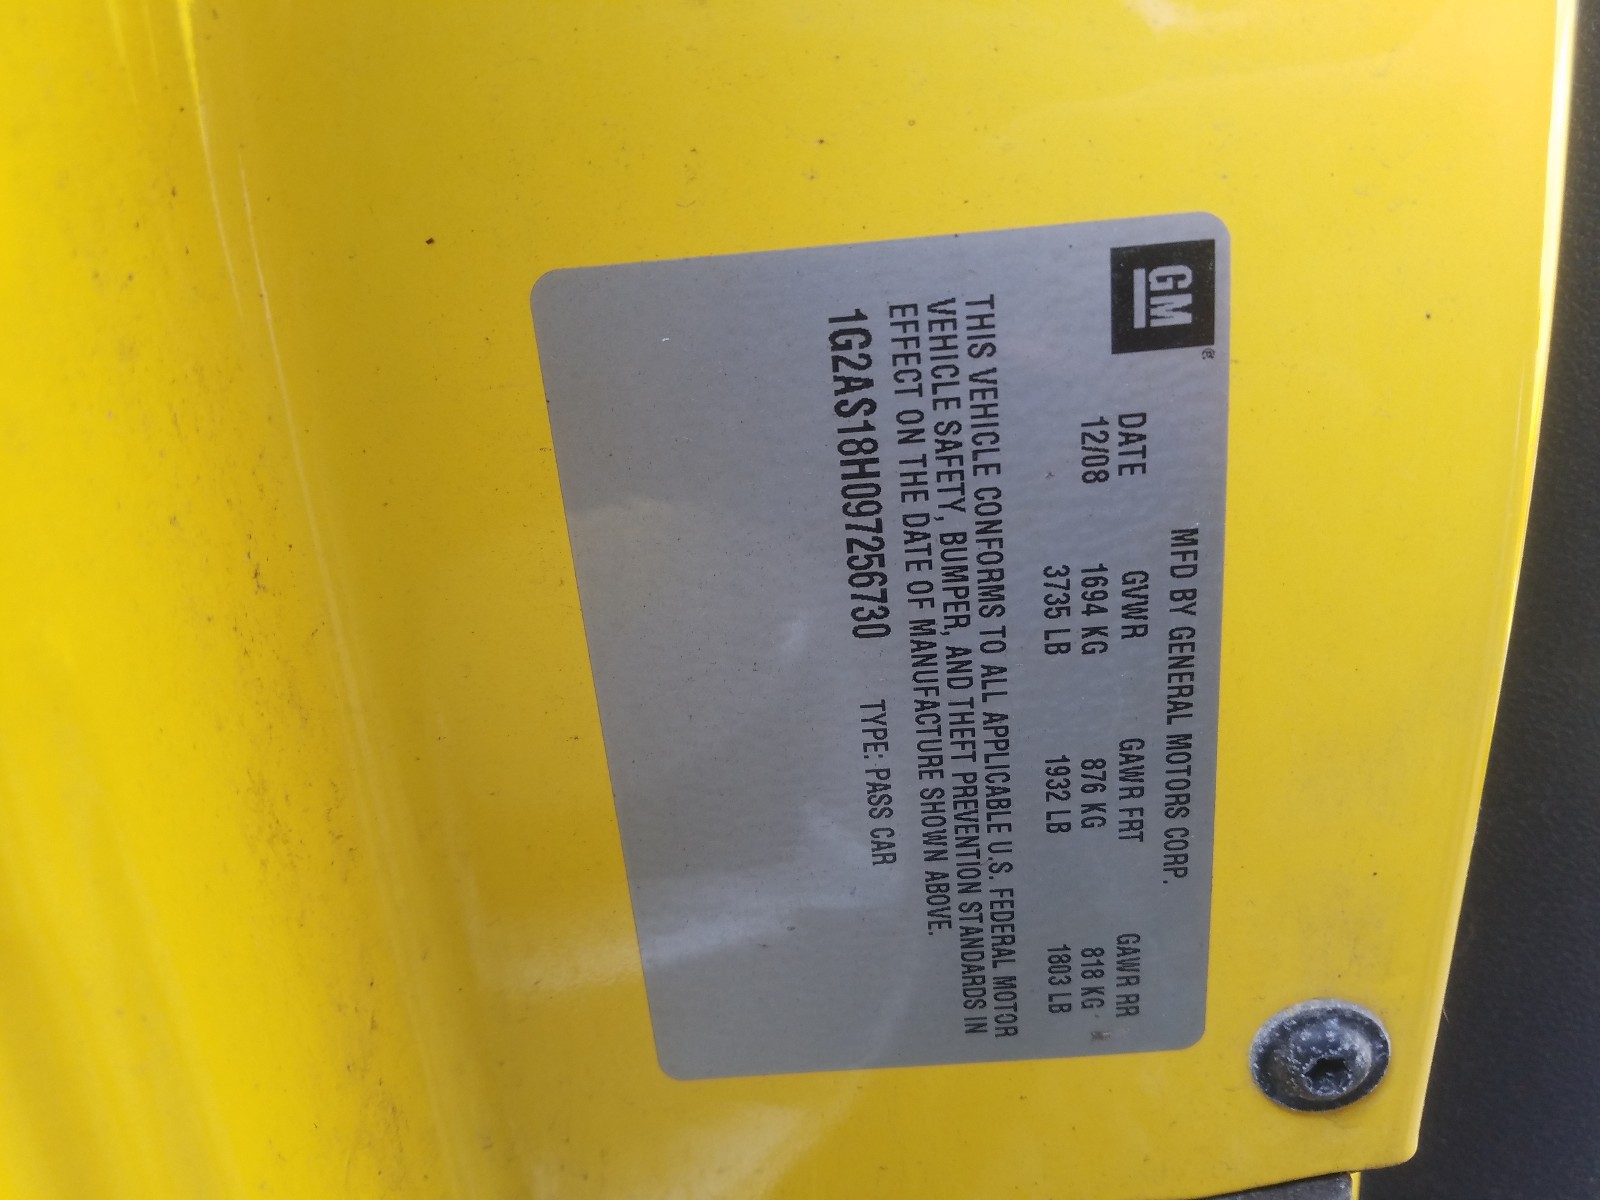 GM®
MFD BY GENERAL MOTORS CORP.
DATE GVWR GAWR FRT GAWR RR
12/08 1694 KG 876 KG 818 KG
3735 LB 1932 LB 1803 LB
THIS VEHICLE CONFORMS TO ALL APPLICABLE U.S. FEDERAL MOTOR
VEHICLE SAFETY, BUMPER, AND THEFT PREVENTION STANDARDS IN
EFFECT ON THE DATE OF MANUFACTURE SHOWN ABOVE.
1G2AS18H097256730 TYPE: PASS CAR